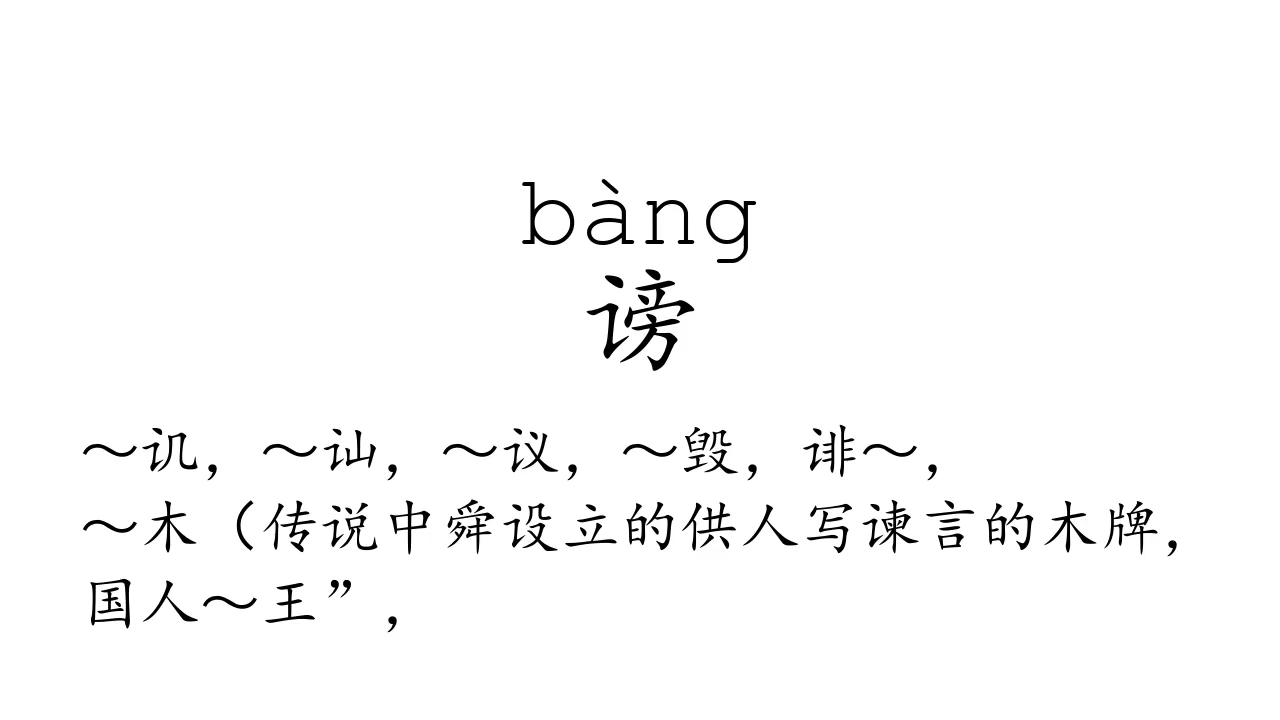 bàng
谤
～讥，～讪，～议，～毁，诽～，
～木（传说中舜设立的供人写谏言的木牌，
国人～王”，